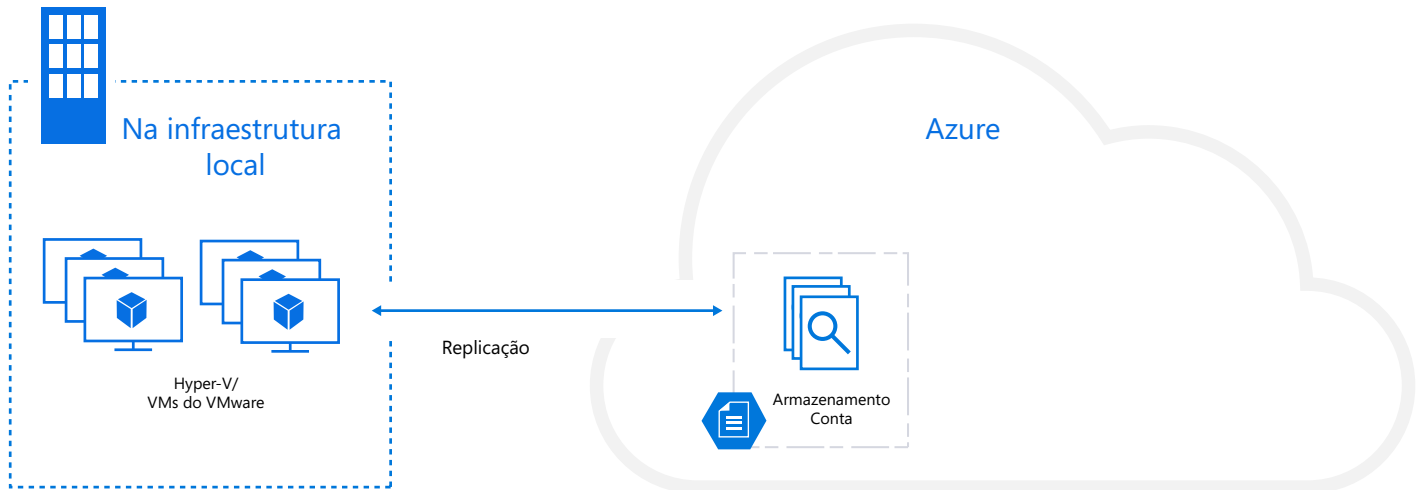 Na infraestrutura
local
Azure
Replicação
Hyper-V/
VMs do VMware
Armazenamento
Conta